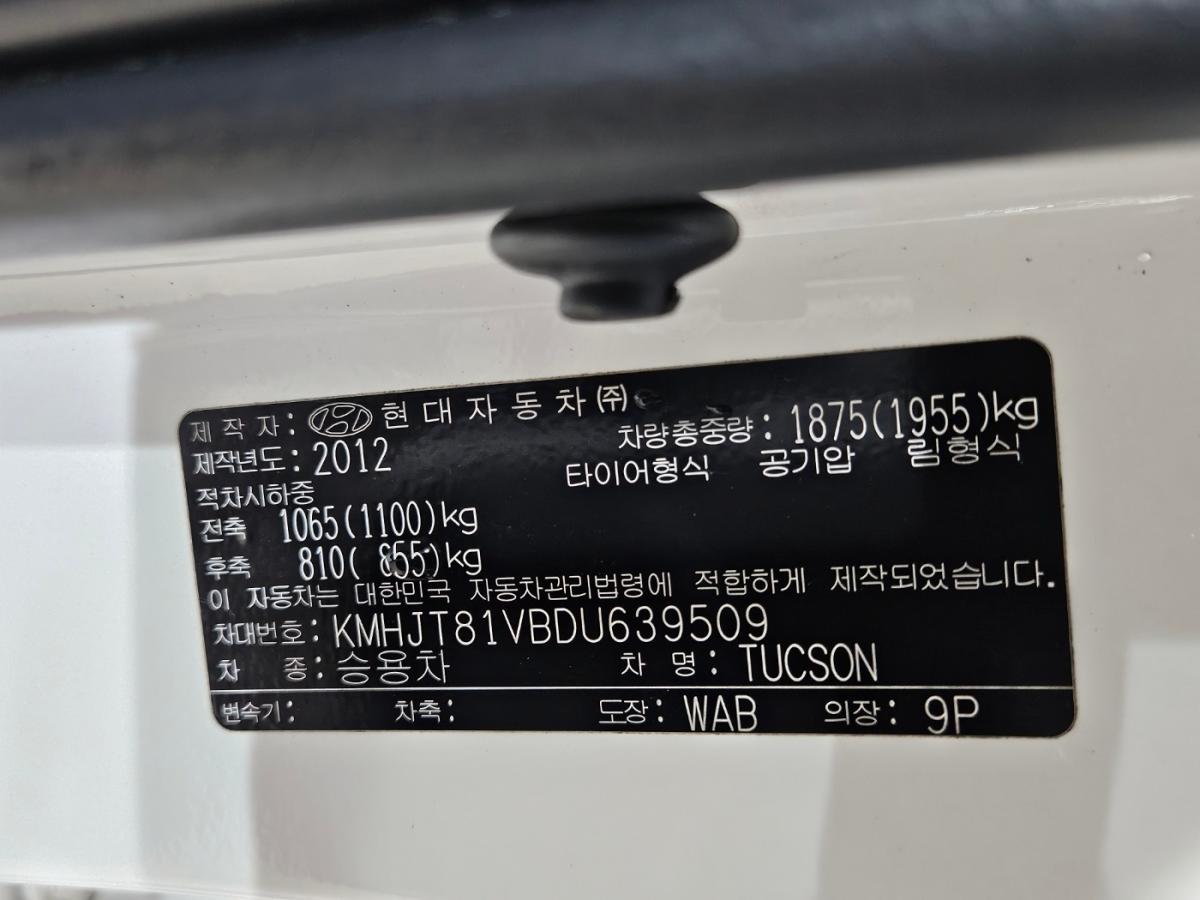 제 작 자 : 현대자동차㈜
제작년도 : 2012
차량총중량 : 1875(1955)kg
타이어형식 공기압 림형식
적차시하중
전축 1065(1100)kg
후축 810( 855)kg
이 자동차는 대한민국 자동차관리법령에 적합하게 제작되었습니다.
차대번호 : KMHJT81VBDU639509
차 종 : 승용차 차 명 : TUCSON
변속기: 차축: 도장: WAB 의장: 9P